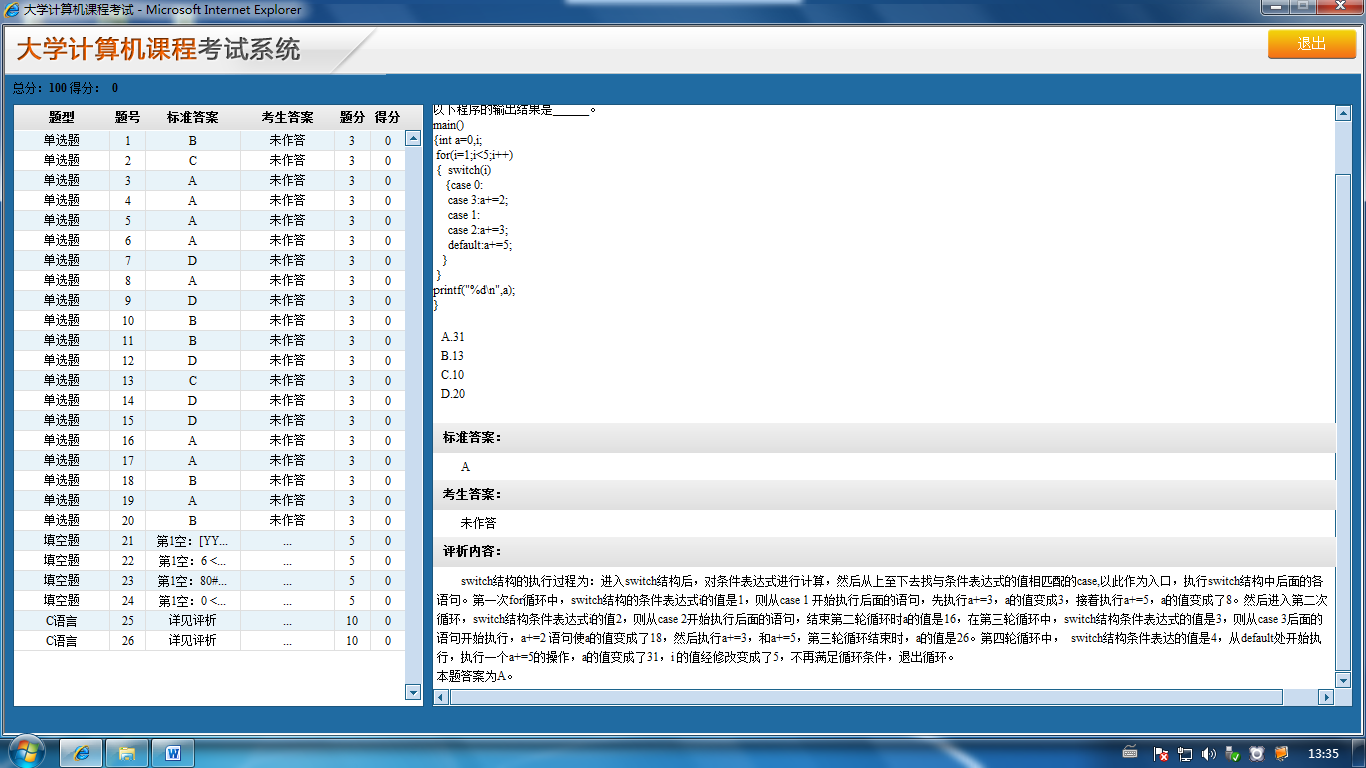 大学计算机课程考试 - Microsoft Internet Explorer
大学计算机课程考试系统
退出
总分：100 得分： 0
题型 题号 标准答案 考生答案 题分 得分
单选题 1 B 未作答 3 0
单选题 2 C 未作答 3 0
单选题 3 A 未作答 3 0
单选题 4 A 未作答 3 0
单选题 5 A 未作答 3 0
单选题 6 A 未作答 3 0
单选题 7 D 未作答 3 0
单选题 8 A 未作答 3 0
单选题 9 D 未作答 3 0
单选题 10 B 未作答 3 0
单选题 11 B 未作答 3 0
单选题 12 D 未作答 3 0
单选题 13 C 未作答 3 0
单选题 14 D 未作答 3 0
单选题 15 D 未作答 3 0
单选题 16 A 未作答 3 0
单选题 17 A 未作答 3 0
单选题 18 B 未作答 3 0
单选题 19 A 未作答 3 0
单选题 20 B 未作答 3 0
填空题 21 第1空：[YY... ... 5 0
填空题 22 第1空：6 <... ... 5 0
填空题 23 第1空：80#... ... 5 0
填空题 24 第1空：0 <... ... 5 0
C语言 25 详见评析 ... 10 0
C语言 26 详见评析 ... 10 0
以下程序的输出结果是______。
main()
{int a=0,i;
for(i=1;i<5;i++)
{ switch(i)
{case 0:
case 3:a+=2;
case 1:
case 2:a+=3;
default:a+=5;
}
}
printf("%d\n",a);
}
A.31
B.13
C.10
D.20
标准答案：
A
考生答案：
未作答
评析内容：
switch结构的执行过程为：进入switch结构后，对条件表达式进行计算，然后从上至下去找与条件表达式的值相匹配的case,以此作为入口，执行switch结构中后面的各
语句。第一次for循环中，switch结构的条件表达式i的值是1，则从case 1 开始执行后面的语句，先执行a+=3，a的值变成3，接着执行a+=5，a的值变成了8。然后进入第二次
循环，switch结构条件表达式i的值2，则从case 2开始执行后面的语句，结束第二轮循环时a的值是16，在第三轮循环中，switch结构条件表达式的值是3，则从case 3后面的
语句开始执行，a+=2 语句使a的值变成了18，然后执行a+=3，和a+=5，第三轮循环结束时，a的值是26。第四轮循环中， switch结构条件表达的值是4，从default处开始执
行，执行一个a+=5的操作，a的值变成了31，i 的值经修改变成了5，不再满足循环条件，退出循环。
本题答案为A。
13:35